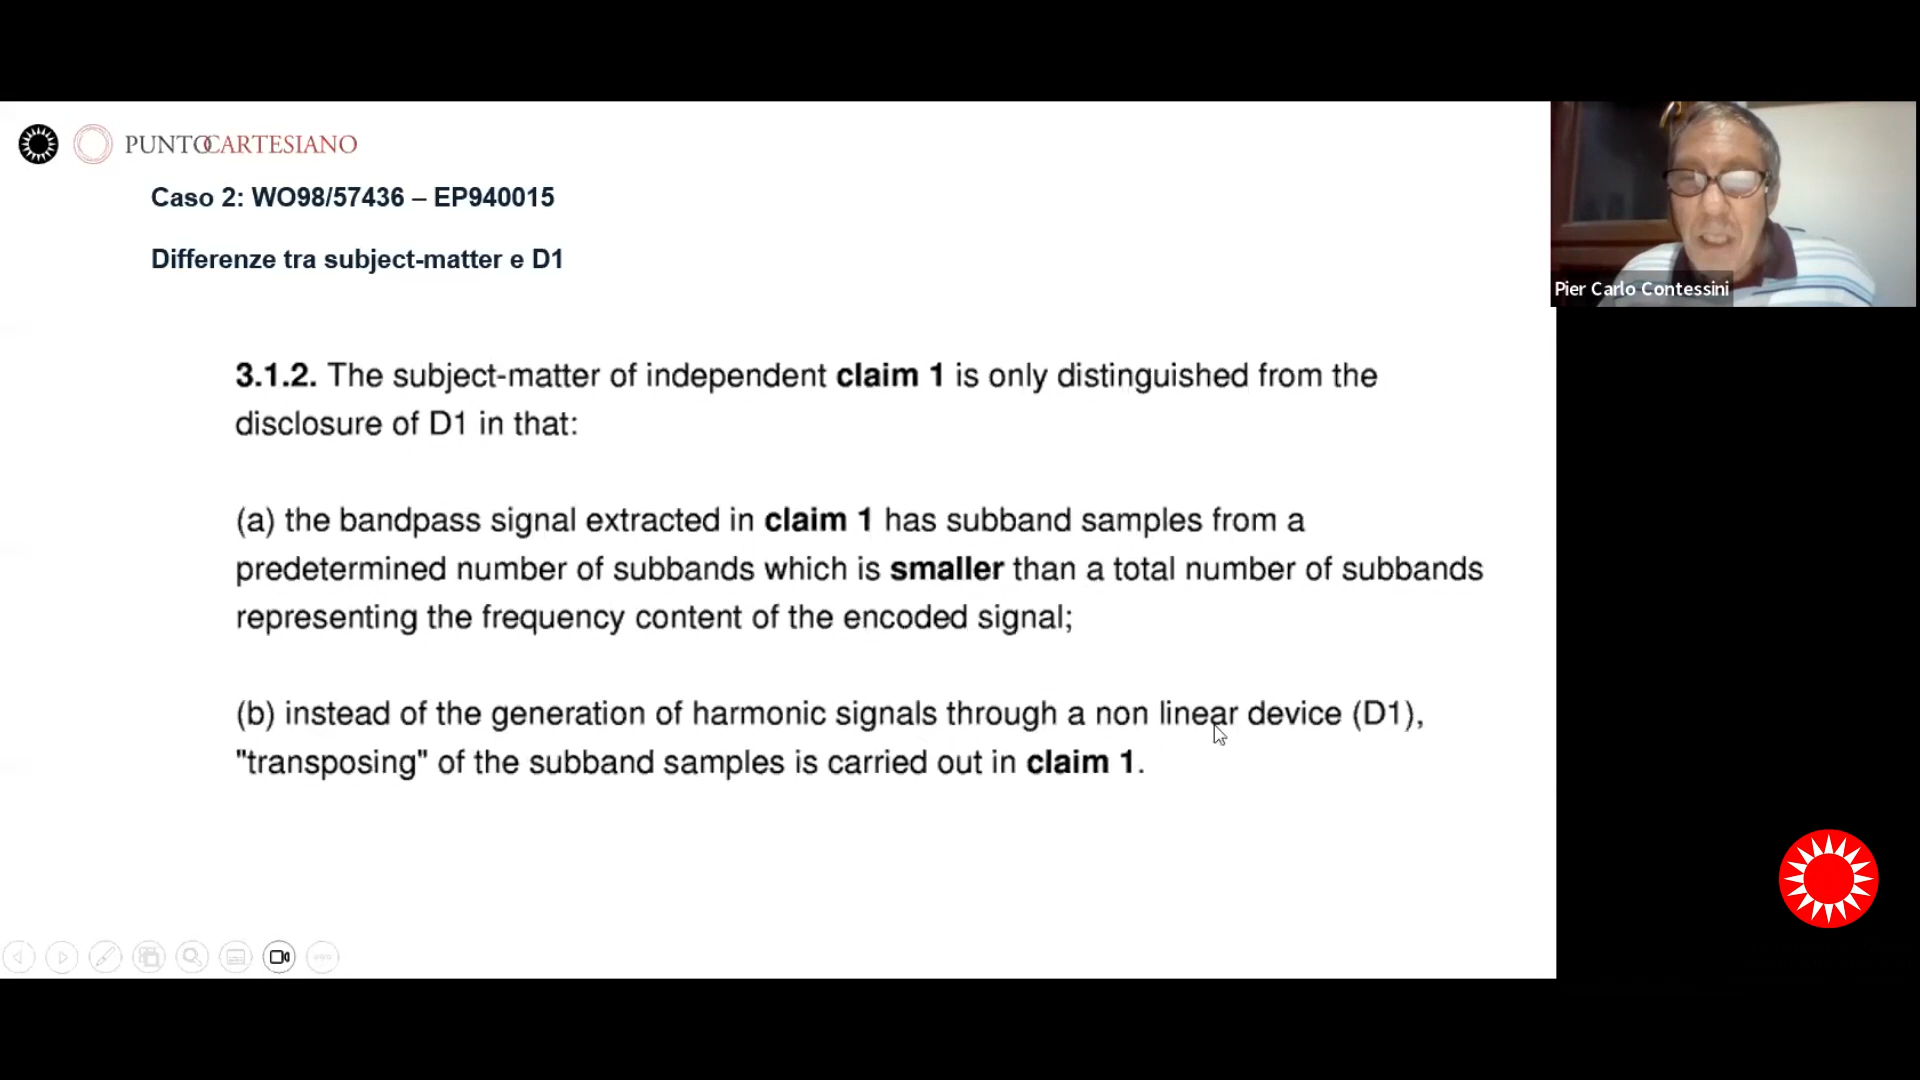 PUNTOCARTESIANO
Caso 2: WO98/57436 – EP940015
Differenze tra subject-matter e D1
Pier Carlo Contessini
3.1.2. The subject-matter of independent claim 1 is only distinguished from the
disclosure of D1 in that:
(a) the bandpass signal extracted in claim 1 has subband samples from a
predetermined number of subbands which is smaller than a total number of subbands
representing the frequency content of the encoded signal;
(b) instead of the generation of harmonic signals through a non linear device (D1),
"transposing" of the subband samples is carried out in claim 1.